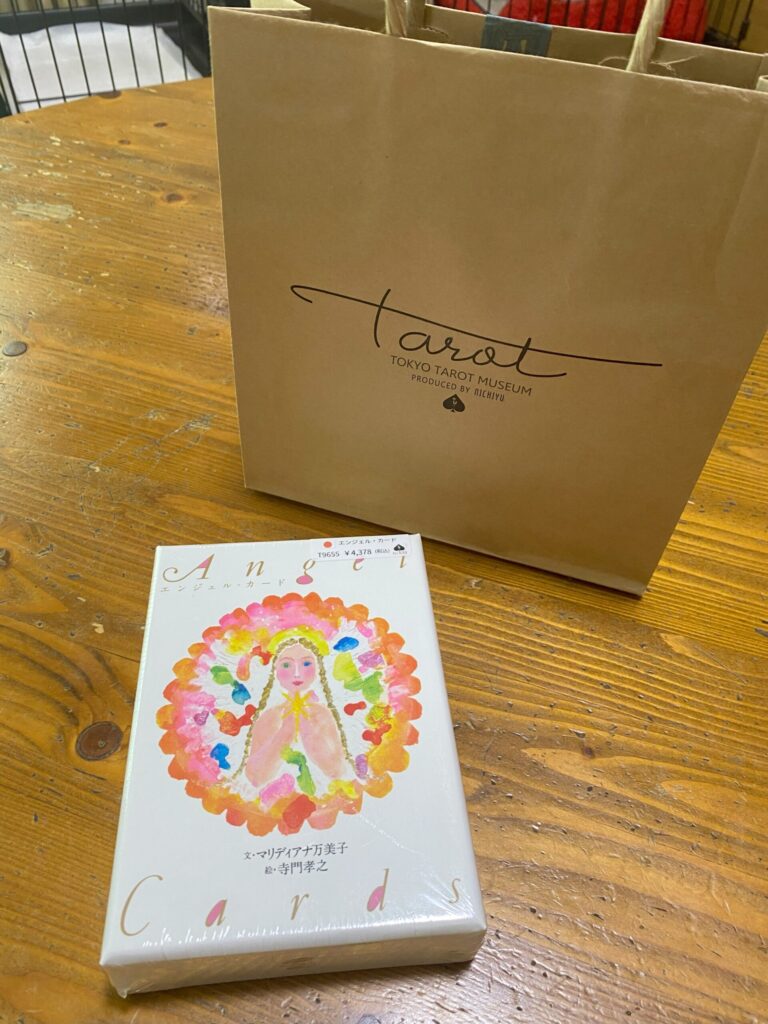 tarot
TOKYO TAROT MUSEUM
PRODUCED BY NICHIYU
エンジェル・カード
T9655 ¥4,378 (税込)
Angel
エンジェル・カード
文・マリディアナ万美子
絵・寺門孝之
Cards